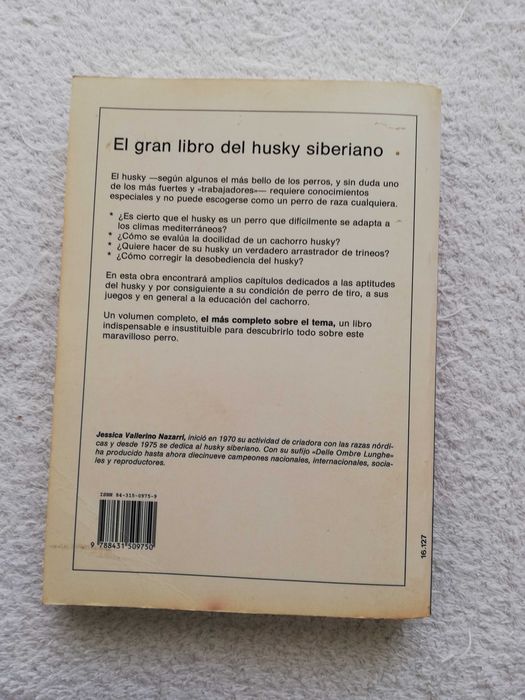 El gran libro del husky siberiano
El husky —según algunos el más bello de los perros, y sin duda uno
de los más fuertes y «trabajadores»— requiere conocimientos
especiales y no puede escogerse como un perro de raza cualquiera.
* ¿Es cierto que el husky es un perro que difícilmente se adapta a
los climas mediterráneos?
* ¿Cómo se evalúa la docilidad de un cachorro husky?
* ¿Quiere hacer de su husky un verdadero arrastrador de trineos?
* ¿Cómo corregir la desobediencia del husky?
En esta obra encontrará amplios capítulos dedicados a las aptitudes
del husky y por consiguiente a su condición de perro de tiro, a sus
juegos y en general a la educación del cachorro.
Un volumen completo, el más completo sobre el tema, un libro
indispensable e insustituible para descubrirlo todo sobre este
maravilloso perro.
Jessica Vallerino Nazarri, inició en 1970 su actividad de criadora con las razas nórdi-
cas y desde 1975 se dedica al husky siberiano. Con su sufijo «Delle Ombre Lunghe»
ha producido hasta ahora diecinueve campeones nacionales, internacionales, socia-
les y reproductores.
ISBN 84-315-0975-9
9 788431 509750
16.127